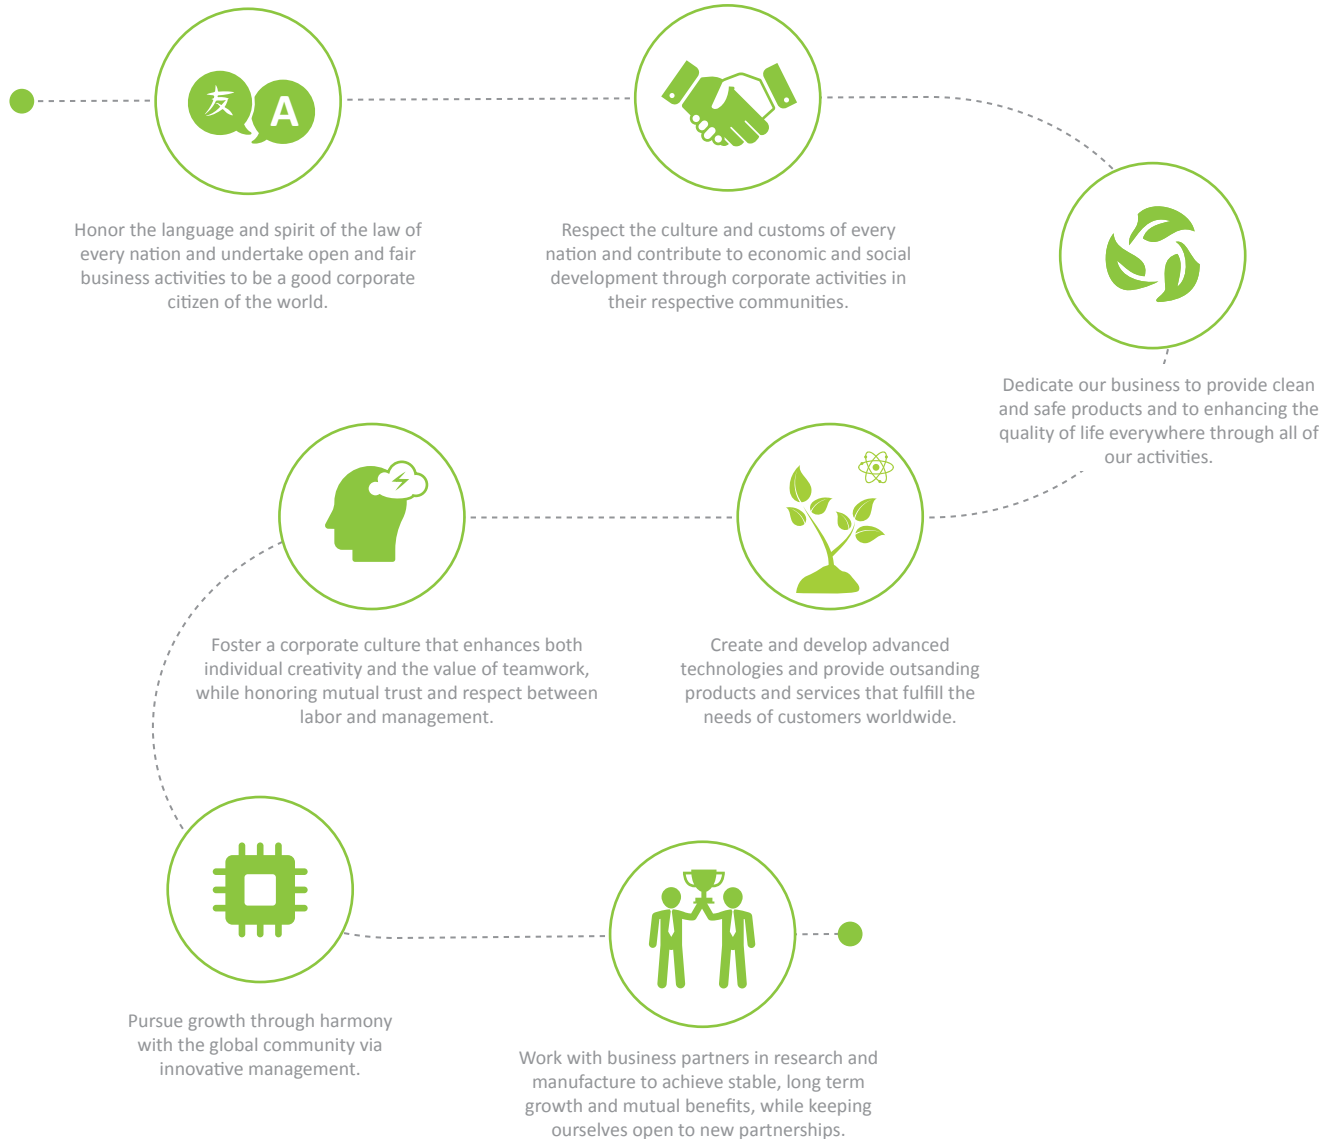 友 A
Honor the language and spirit of the law of
every nation and undertake open and fair
business activities to be a good corporate
citizen of the world.
Respect the culture and customs of every
nation and contribute to economic and social
development through corporate activities in
their respective communities.
Dedicate our business to provide clean
and safe products and to enhancing the
quality of life everywhere through all of
our activities.
Create and develop advanced
technologies and provide outsanding
products and services that fulfill the
needs of customers worldwide.
Foster a corporate culture that enhances both
individual creativity and the value of teamwork,
while honoring mutual trust and respect between
labor and management.
Pursue growth through harmony
with the global community via
innovative management.
Work with business partners in research and
manufacture to achieve stable, long term
growth and mutual benefits, while keeping
ourselves open to new partnerships.